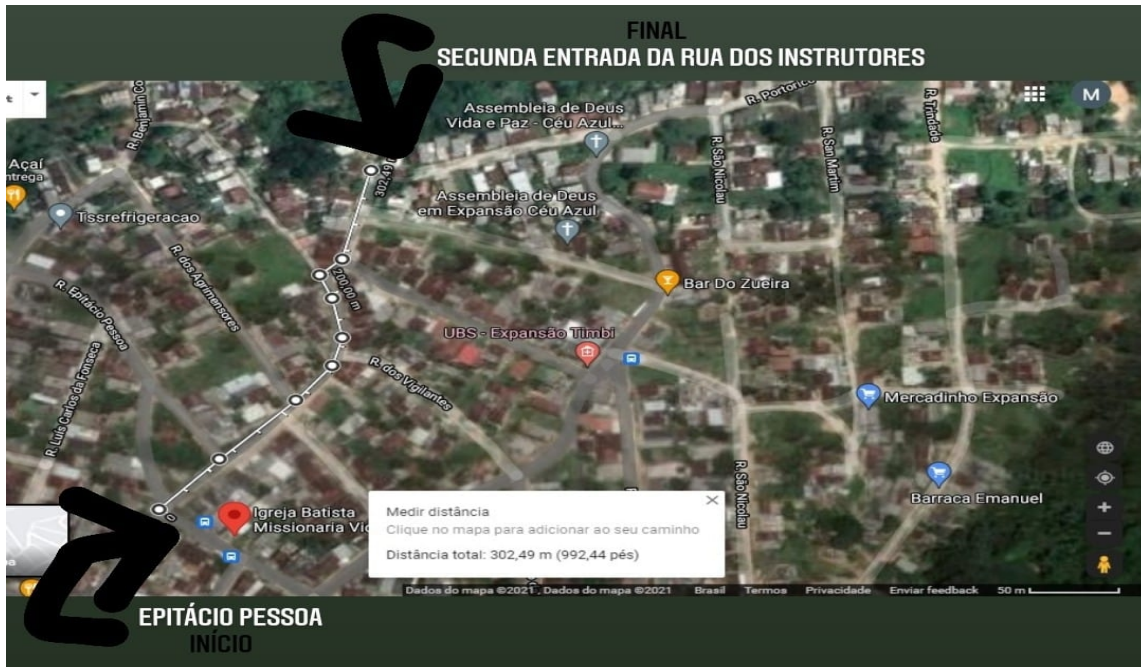 FINAL
SEGUNDA ENTRADA DA RUA DOS INSTRUTORES
M
R. Portorico
Assembleia de Deus
Vida e Paz - Céu Azul...
R. Trindade
R. San Martin
R. São Nicolau
302,49
Açaí
ntrega
Tssrefrigeracao
Assembleia de Deus
em Expansão Céu Azul
R. dos Agrimensores
200,00 m
Bar Do Zueira
R. Epitácio Pessoa
UBS - Expansão Timbi
R. Luís Carlos da Fonseca
R. dos Vigilantes
Mercadinho Expansão
R. São Nicolau
Barraca Emanuel
0
Igreja Batista
Missionaria Vi
Medir distância
Clique no mapa para adicionar ao seu caminho
Distância total: 302,49 m (992,44 pés)
Dados do mapa ©2021 , Dados do mapa ©2021 Brasil Termos Privacidade Enviar feedback 50 m
EPITÁCIO PESSOA
INÍCIO